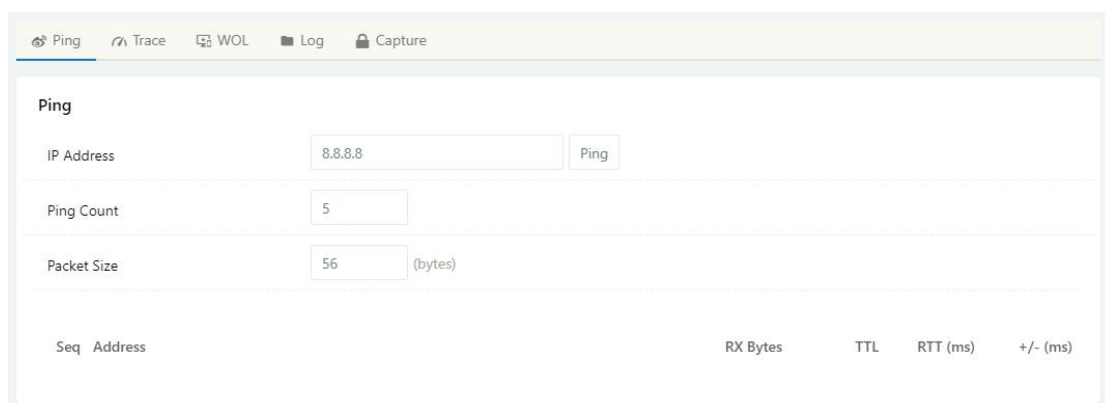 Ping Trace WOL Log Capture
Ping
IP Address 8.8.8.8 Ping
Ping Count 5
Packet Size 56 (bytes)
Seq Address RX Bytes TTL RTT (ms) +/- (ms)